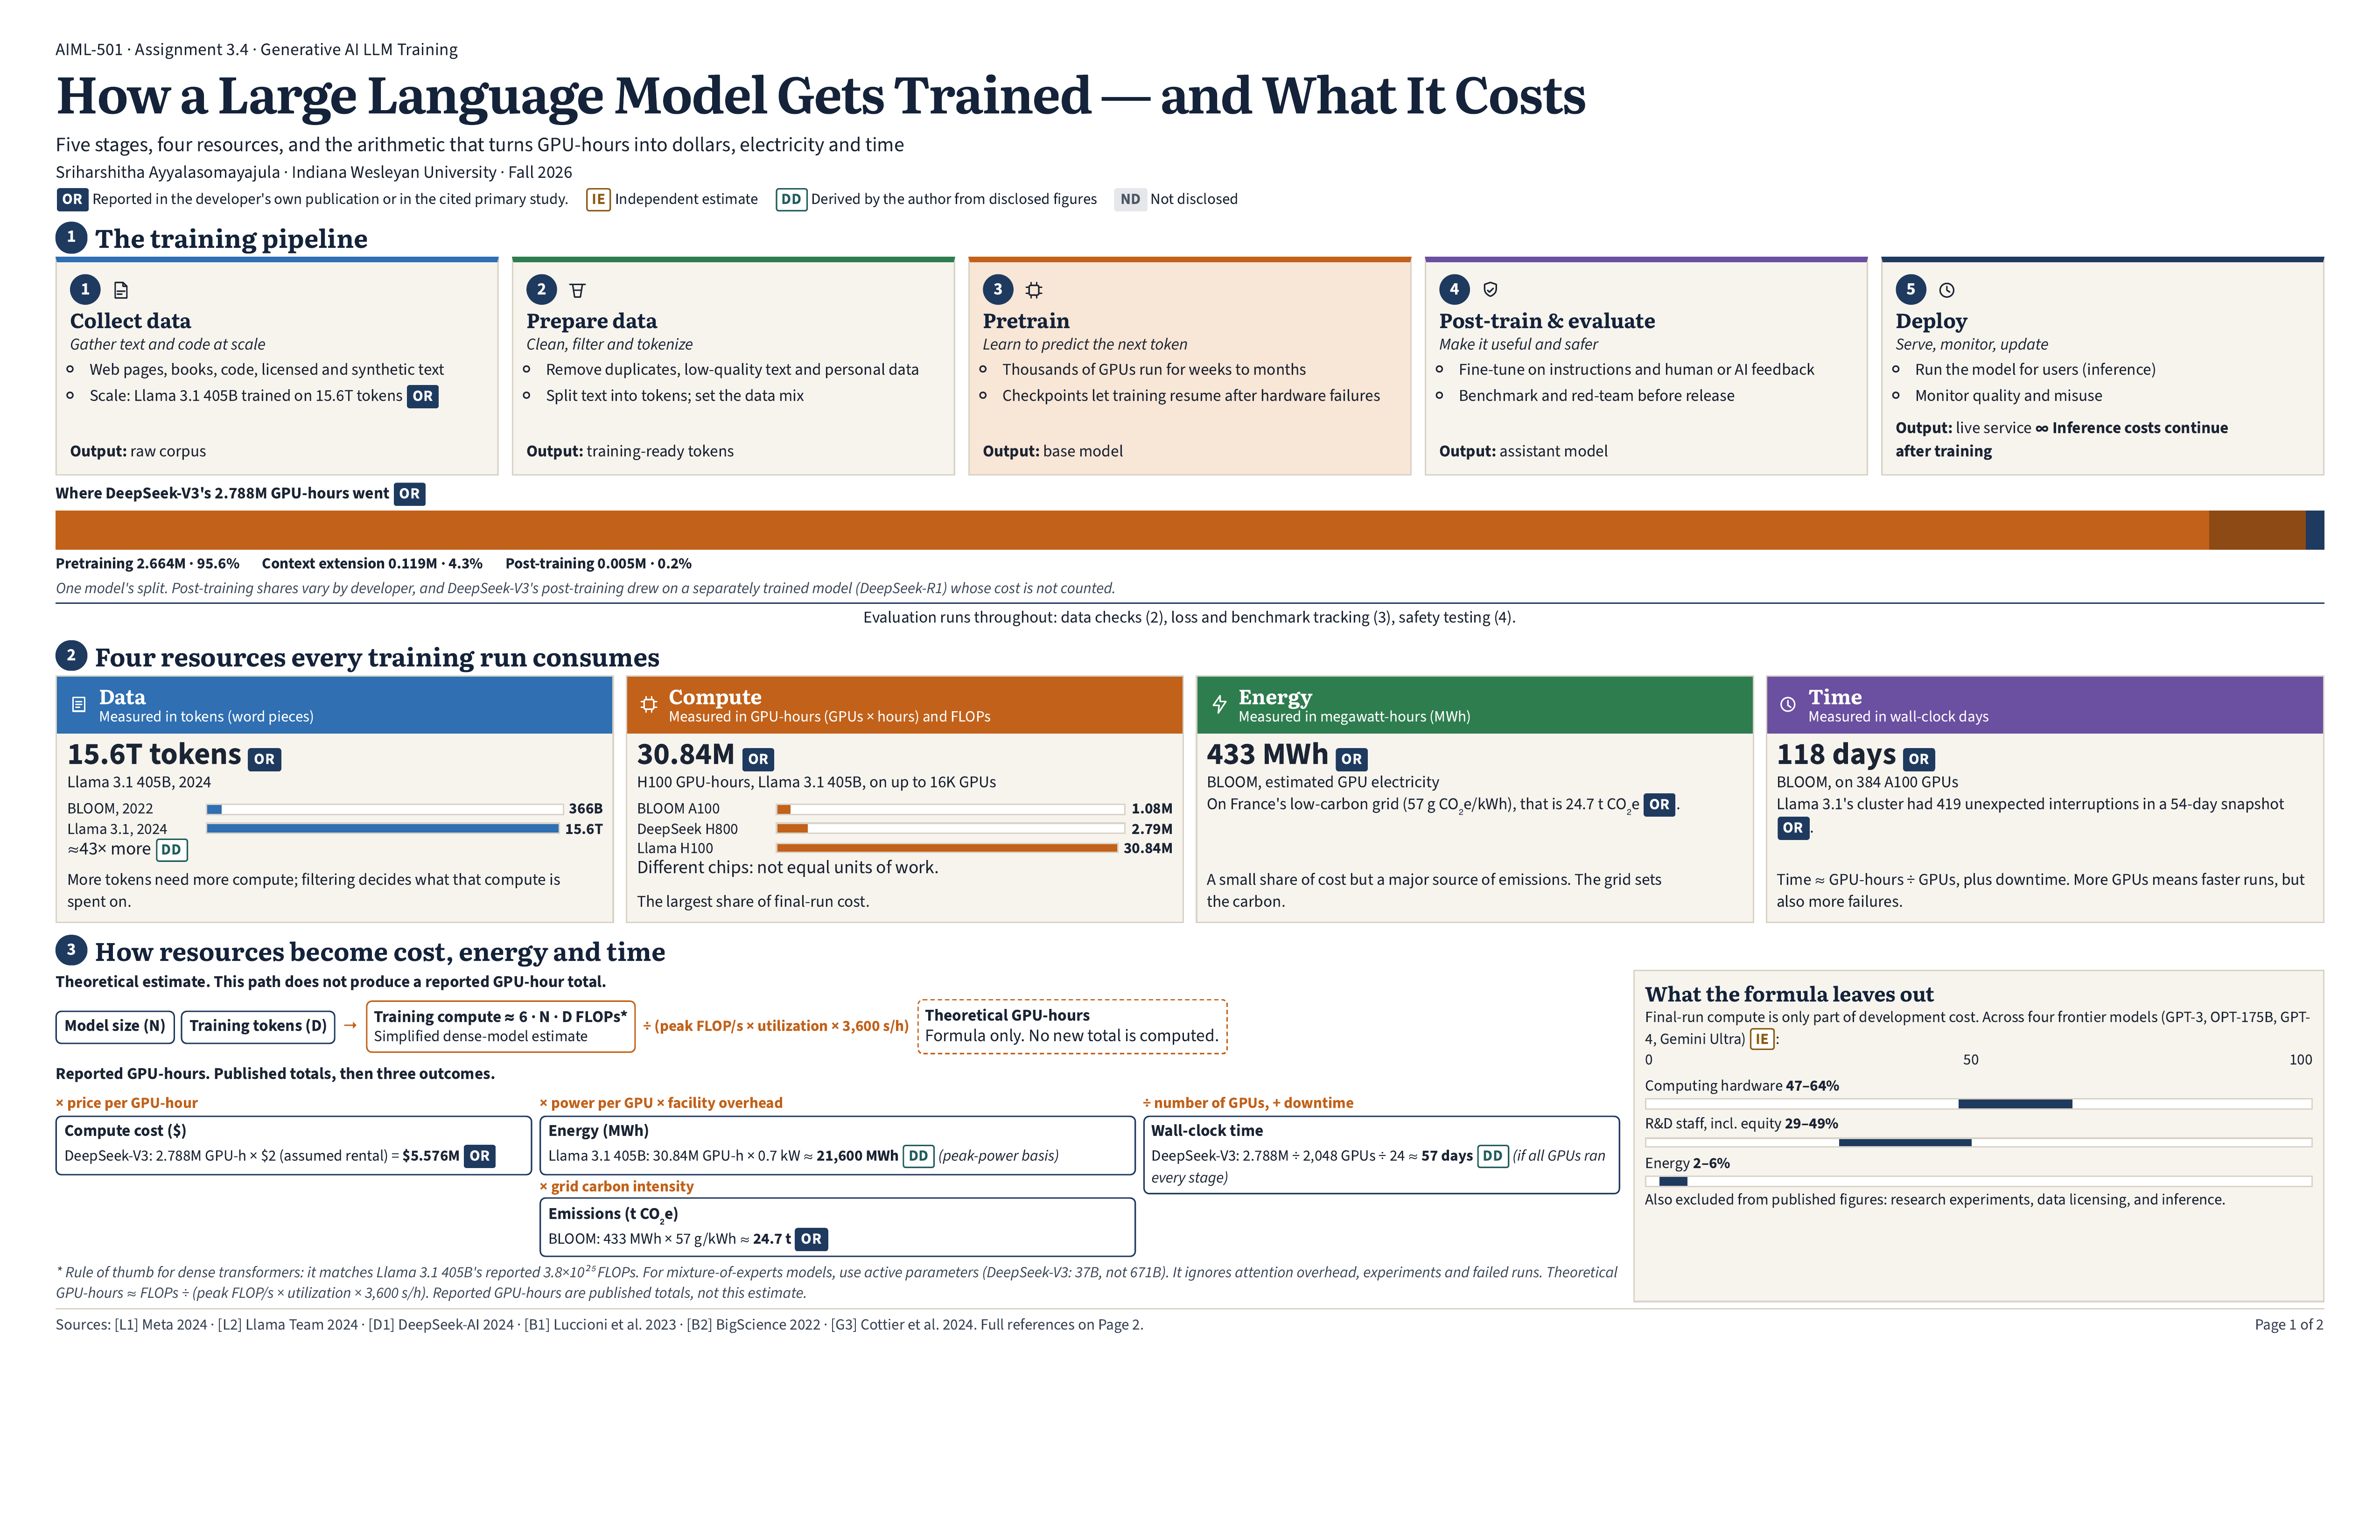 AIML-501 · Assignment 3.4 · Generative AI LLM Training
How a Large Language Model Gets Trained — and What It Costs
Five stages, four resources, and the arithmetic that turns GPU-hours into dollars, electricity and time
Sriharshitha Ayyalasomayajula · Indiana Wesleyan University · Fall 2026
OR Reported in the developer's own publication or in the cited primary study. IE Independent estimate DD Derived by the author from disclosed figures ND Not disclosed
1 The training pipeline
1
Collect data
Gather text and code at scale
Web pages, books, code, licensed and synthetic text
Scale: Llama 3.1 405B trained on 15.6T tokens OR
Output: raw corpus
2
Prepare data
Clean, filter and tokenize
Remove duplicates, low-quality text and personal data
Split text into tokens; set the data mix
Output: training-ready tokens
3
Pretrain
Learn to predict the next token
Thousands of GPUs run for weeks to months
Checkpoints let training resume after hardware failures
Output: base model
4
Post-train & evaluate
Make it useful and safer
Fine-tune on instructions and human or AI feedback
Benchmark and red-team before release
Output: assistant model
5
Deploy
Serve, monitor, update
Run the model for users (inference)
Monitor quality and misuse
Output: live service ∞ Inference costs continue
after training
Where DeepSeek-V3's 2.788M GPU-hours went OR
Pretraining 2.664M · 95.6% Context extension 0.119M · 4.3% Post-training 0.005M · 0.2%
One model's split. Post-training shares vary by developer, and DeepSeek-V3's post-training drew on a separately trained model (DeepSeek-R1) whose cost is not counted.
Evaluation runs throughout: data checks (2), loss and benchmark tracking (3), safety testing (4).
2 Four resources every training run consumes
Data
Measured in tokens (word pieces)
15.6T tokens OR
Llama 3.1 405B, 2024
BLOOM, 2022 366B
Llama 3.1, 2024 15.6T
≈43× more DD
More tokens need more compute; filtering decides what that compute is
spent on.
Compute
Measured in GPU-hours (GPUs × hours) and FLOPs
30.84M OR
H100 GPU-hours, Llama 3.1 405B, on up to 16K GPUs
BLOOM A100 1.08M
DeepSeek H800 2.79M
Llama H100 30.84M
Different chips: not equal units of work.
The largest share of final-run cost.
Energy
Measured in megawatt-hours (MWh)
433 MWh OR
BLOOM, estimated GPU electricity
On France's low-carbon grid (57 g CO₂e/kWh), that is 24.7 t CO₂e OR.
A small share of cost but a major source of emissions. The grid sets
the carbon.
Time
Measured in wall-clock days
118 days OR
BLOOM, on 384 A100 GPUs
Llama 3.1's cluster had 419 unexpected interruptions in a 54-day snapshot
OR.
Time ≈ GPU-hours ÷ GPUs, plus downtime. More GPUs means faster runs, but
also more failures.
3 How resources become cost, energy and time
Theoretical estimate. This path does not produce a reported GPU-hour total.
Model size (N) Training tokens (D) → Training compute ≈ 6 · N · D FLOPs*
Simplified dense-model estimate
÷ (peak FLOP/s × utilization × 3,600 s/h)
Theoretical GPU-hours
Formula only. No new total is computed.
Reported GPU-hours. Published totals, then three outcomes.
× price per GPU-hour
Compute cost ($)
DeepSeek-V3: 2.788M GPU-h × $2 (assumed rental) = $5.576M OR
× power per GPU × facility overhead
Energy (MWh)
Llama 3.1 405B: 30.84M GPU-h × 0.7 kW ≈ 21,600 MWh DD (peak-power basis)
× grid carbon intensity
Emissions (t CO₂e)
BLOOM: 433 MWh × 57 g/kWh ≈ 24.7 t OR
÷ number of GPUs, + downtime
Wall-clock time
DeepSeek-V3: 2.788M ÷ 2,048 GPUs ÷ 24 ≈ 57 days DD (if all GPUs ran
every stage)
* Rule of thumb for dense transformers: it matches Llama 3.1 405B's reported 3.8×10²⁵ FLOPs. For mixture-of-experts models, use active parameters (DeepSeek-V3: 37B, not 671B). It ignores attention overhead, experiments and failed runs. Theoretical
GPU-hours ≈ FLOPs ÷ (peak FLOP/s × utilization × 3,600 s/h). Reported GPU-hours are published totals, not this estimate.
What the formula leaves out
Final-run compute is only part of development cost. Across four frontier models (GPT-3, OPT-175B, GPT-
4, Gemini Ultra) IE:
0 50 100
Computing hardware 47–64%
R&D staff, incl. equity 29–49%
Energy 2–6%
Also excluded from published figures: research experiments, data licensing, and inference.
Sources: [L1] Meta 2024 · [L2] Llama Team 2024 · [D1] DeepSeek-AI 2024 · [B1] Luccioni et al. 2023 · [B2] BigScience 2022 · [G3] Cottier et al. 2024. Full references on Page 2.
Page 1 of 2